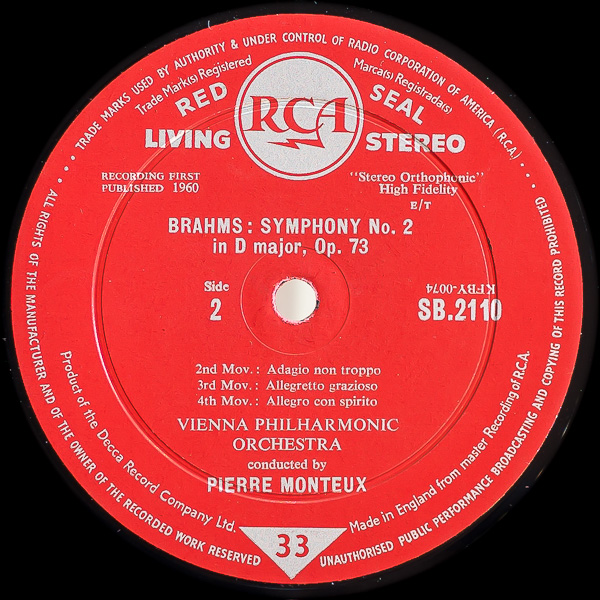 TRADE MARKS USED BY AUTHORITY & UNDER CONTROL OF RADIO CORPORATION OF AMERICA (R.C.A.)
Trade Mark(s) Registered
Marca(s) Registrada(s)
RED SEAL
RCA
LIVING STEREO
RECORDING FIRST
PUBLISHED 1960
"Stereo Orthophonic"
High Fidelity
E/T
BRAHMS : SYMPHONY No. 2
in D major, Op. 73
Side
2
KFBY-0074
SB.2110
2nd Mov.: Adagio non troppo
3rd Mov.: Allegretto grazioso
4th Mov.: Allegro con spirito
VIENNA PHILHARMONIC
ORCHESTRA
conducted by
PIERRE MONTEUX
Product of the Decca Record Company Ltd.
Made in England from master Recording of R.C.A.
33
ALL RIGHTS OF THE MANUFACTURER AND OF THE OWNER OF THE RECORDED WORK RESERVED
UNAUTHORISED PUBLIC PERFORMANCE BROADCASTING AND COPYING OF THIS RECORD PROHIBITED